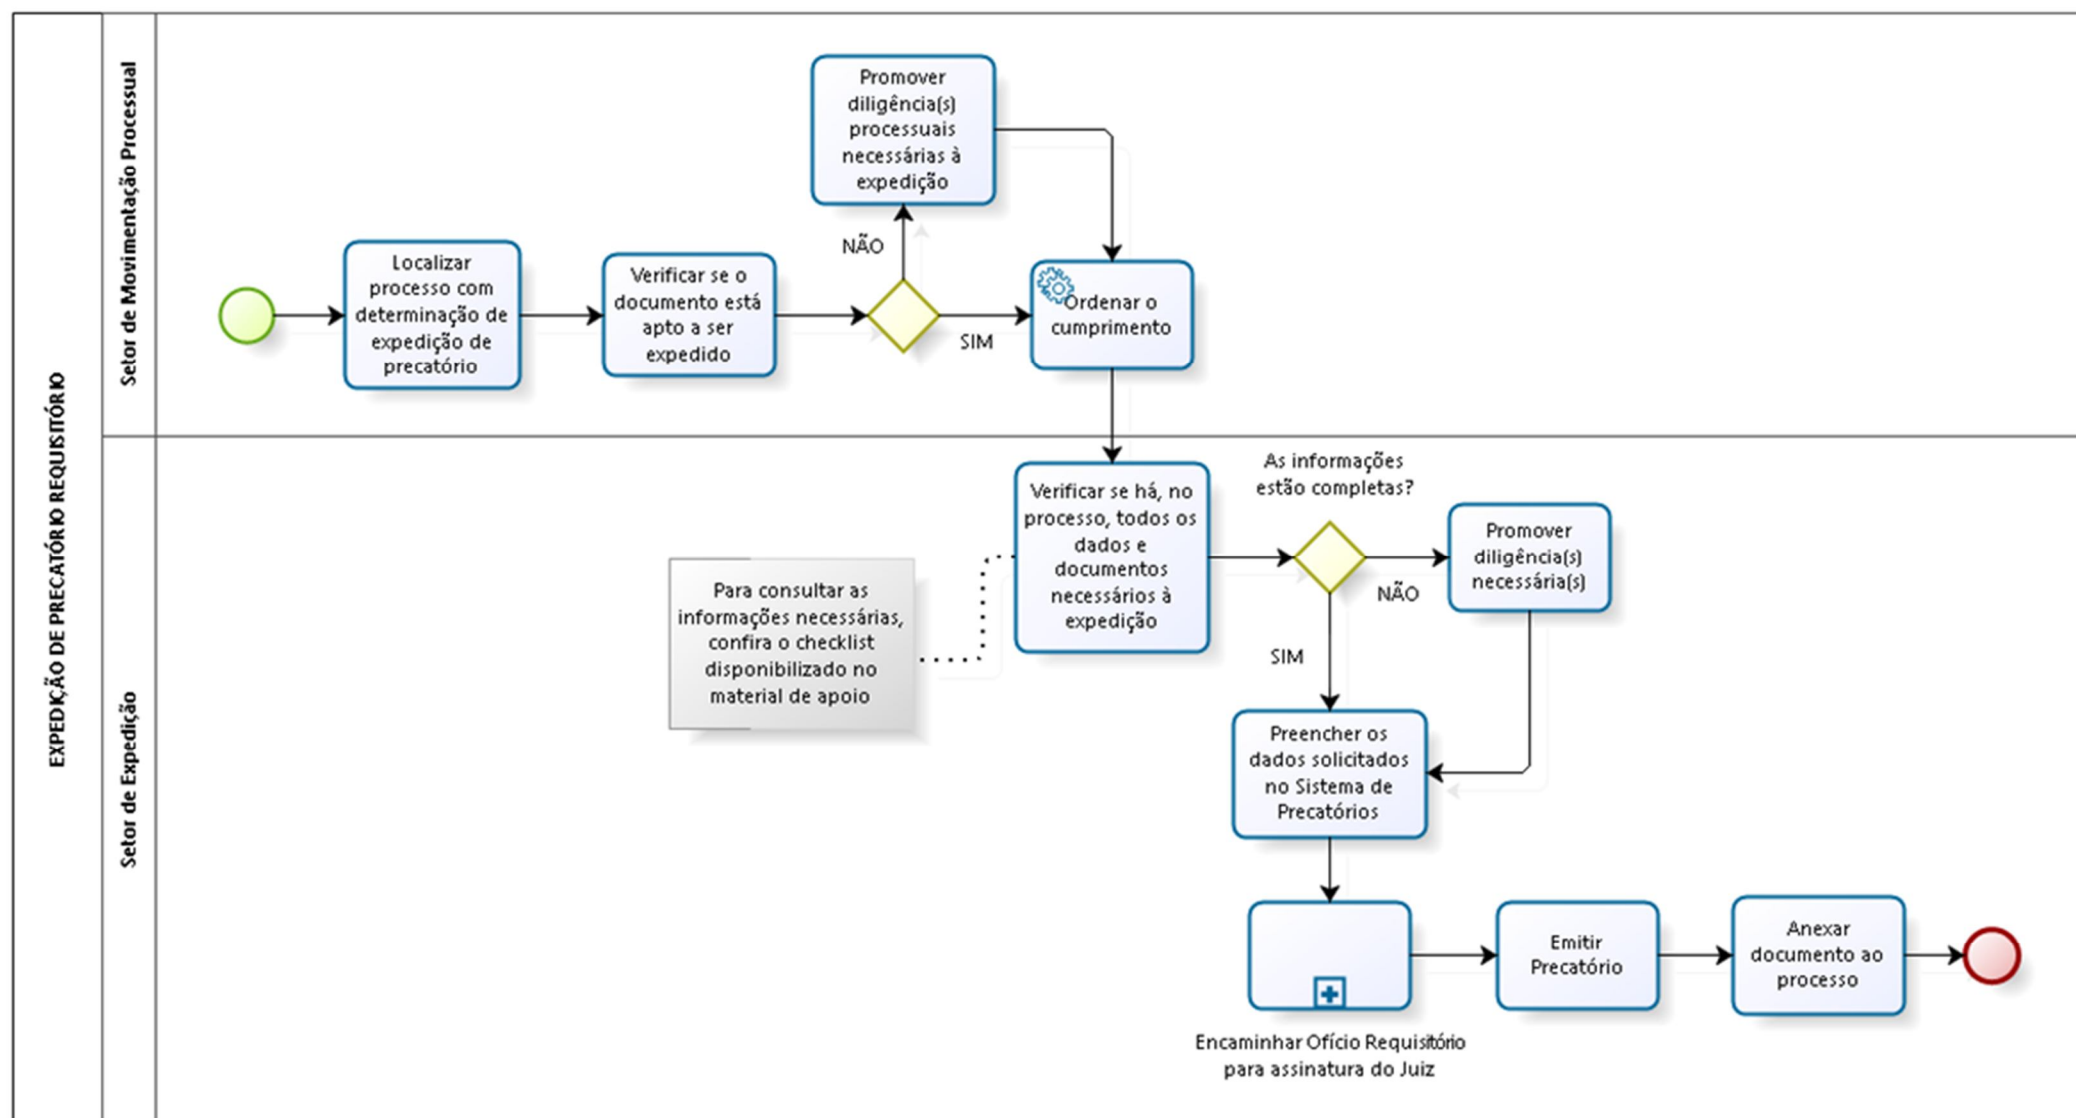 EXPEDIÇÃO DE PRECATÓRIO REQUISITÓRIO
Setor de Movimentação Processual
Localizar
processo com
determinação de
expedição de
precatório
Verificar se o
documento está
apto a ser
expedido
NÃO
SIM
Promover
diligência(s)
processuais
necessárias à
expedição
Ordenar o
cumprimento
Setor de Expedição
Para consultar as
informações necessárias,
confira o checklist
disponibilizado no
material de apoio
Verificar se há, no
processo, todos os
dados e
documentos
necessários à
expedição
As informações
estão completas?
NÃO
SIM
Promover
diligência(s)
necessária(s)
Preencher os
dados solicitados
no Sistema de
Precatórios
Encaminhar Ofício Requisitório
para assinatura do Juiz
Emitir
Precatório
Anexar
documento ao
processo